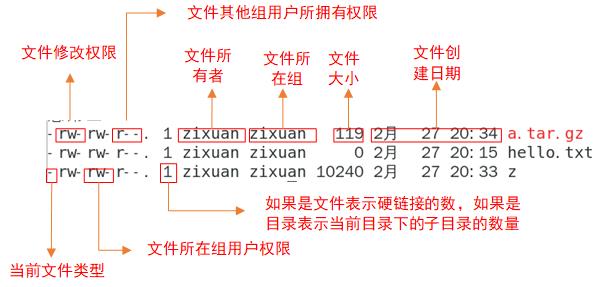 文件其他组用户所拥有权限
文件修改权限
文件所
有者
文件所
在组
文件
大小
文件创
建日期
-rw-rw-r--. 1 zixuan zixuan 119 2月 27 20:34 a.tar.gz
-rw-rw-r--. 1 zixuan zixuan 0 2月 27 20:15 hello.txt
-rw-rw-r--. 1 zixuan zixuan 10240 2月 27 20:33 z
如果是文件表示硬链接的数，如果是
目录表示当前目录下的子目录的数量
文件所在组用户权限
当前文件类型